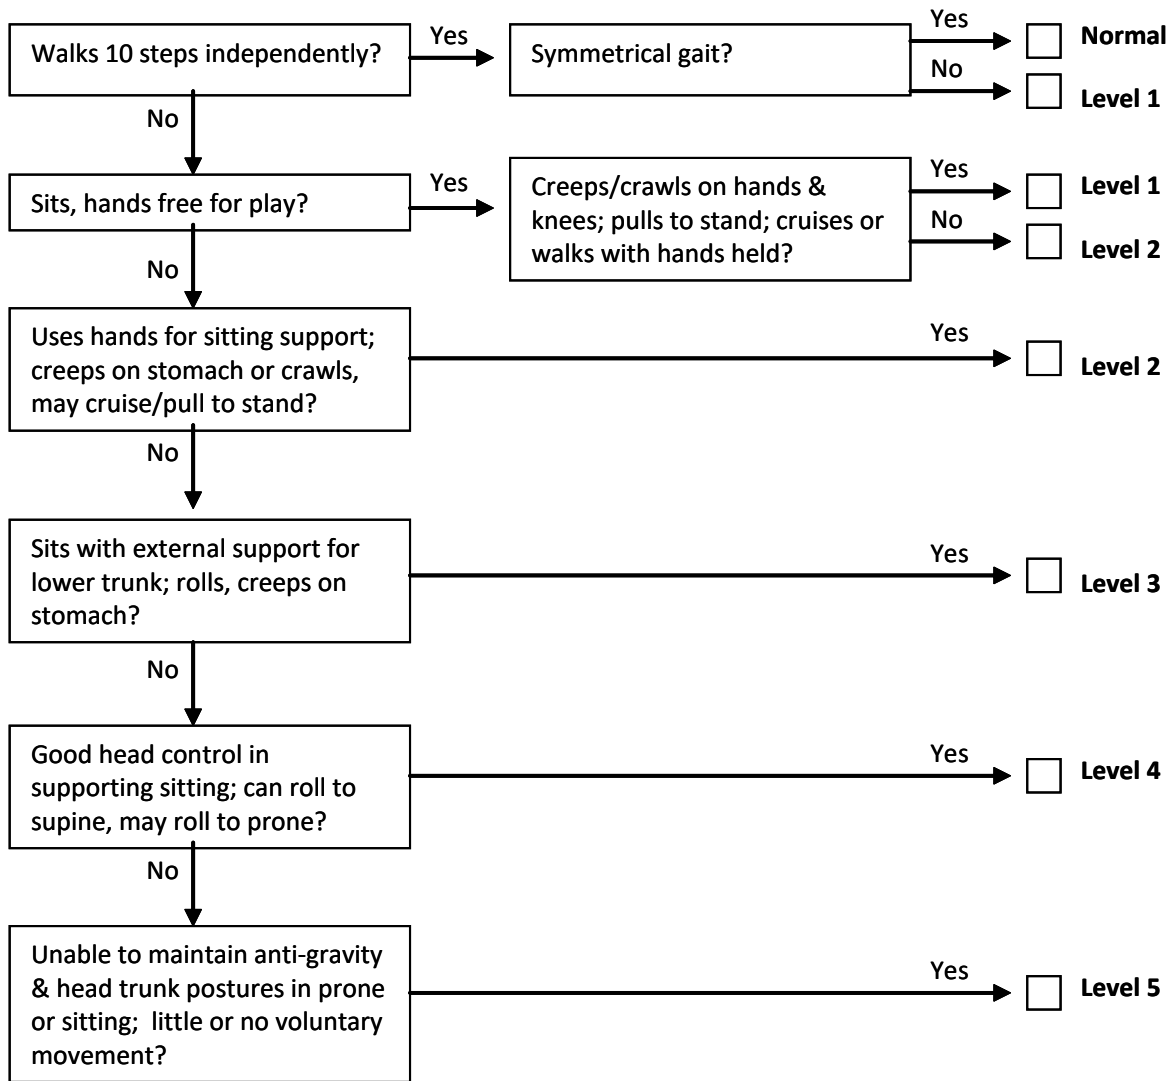 Walks 10 steps independently?
Yes
Symmetrical gait?
Yes
Normal
No
Level 1
No
Sits, hands free for play?
Yes
Creeps/crawls on hands &
knees; pulls to stand; cruises or
walks with hands held?
Yes
Level 1
No
Level 2
No
Uses hands for sitting support;
creeps on stomach or crawls,
may cruise/pull to stand?
Yes
Level 2
No
Sits with external support for
lower trunk; rolls, creeps on
stomach?
Yes
Level 3
No
Good head control in
supporting sitting; can roll to
supine, may roll to prone?
Yes
Level 4
No
Unable to maintain anti-gravity
& head trunk postures in prone
or sitting;  little or no voluntary
movement?
Yes
Level 5